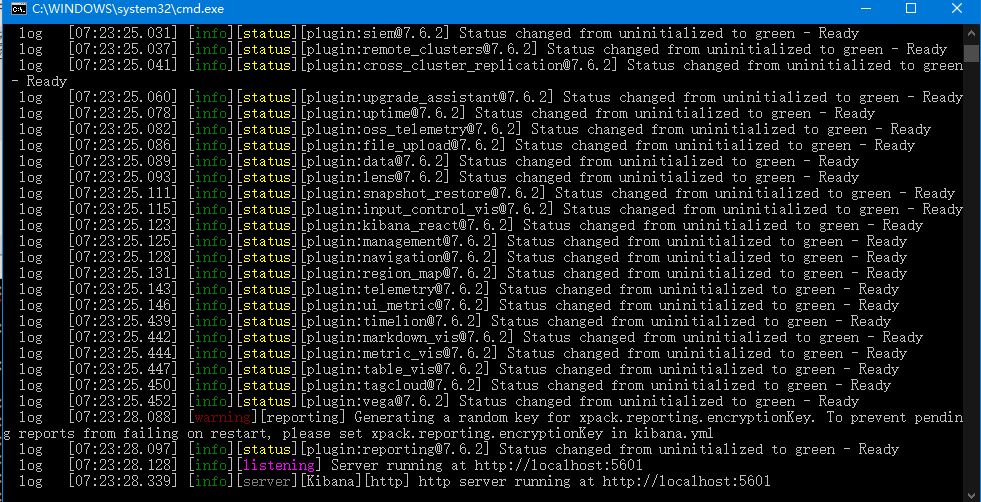 C:\WINDOWS\system32\cmd.exe
log [07:23:25.031] [info][status][plugin:siem@7.6.2] Status changed from uninitialized to green - Ready
log [07:23:25.037] [info][status][plugin:remote_clusters@7.6.2] Status changed from uninitialized to green - Ready
log [07:23:25.041] [info][status][plugin:cross_cluster_replication@7.6.2] Status changed from uninitialized to green
- Ready
log [07:23:25.060] [info][status][plugin:upgrade_assistant@7.6.2] Status changed from uninitialized to green - Ready
log [07:23:25.078] [info][status][plugin:uptime@7.6.2] Status changed from uninitialized to green - Ready
log [07:23:25.082] [info][status][plugin:oss_telemetry@7.6.2] Status changed from uninitialized to green - Ready
log [07:23:25.086] [info][status][plugin:file_upload@7.6.2] Status changed from uninitialized to green - Ready
log [07:23:25.089] [info][status][plugin:data@7.6.2] Status changed from uninitialized to green - Ready
log [07:23:25.093] [info][status][plugin:lens@7.6.2] Status changed from uninitialized to green - Ready
log [07:23:25.111] [info][status][plugin:snapshot_restore@7.6.2] Status changed from uninitialized to green - Ready
log [07:23:25.115] [info][status][plugin:input_control_vis@7.6.2] Status changed from uninitialized to green - Ready
log [07:23:25.123] [info][status][plugin:kibana_react@7.6.2] Status changed from uninitialized to green - Ready
log [07:23:25.125] [info][status][plugin:management@7.6.2] Status changed from uninitialized to green - Ready
log [07:23:25.128] [info][status][plugin:navigation@7.6.2] Status changed from uninitialized to green - Ready
log [07:23:25.131] [info][status][plugin:region_map@7.6.2] Status changed from uninitialized to green - Ready
log [07:23:25.143] [info][status][plugin:telemetry@7.6.2] Status changed from uninitialized to green - Ready
log [07:23:25.146] [info][status][plugin:ui_metric@7.6.2] Status changed from uninitialized to green - Ready
log [07:23:25.439] [info][status][plugin:timelion@7.6.2] Status changed from uninitialized to green - Ready
log [07:23:25.442] [info][status][plugin:markdown_vis@7.6.2] Status changed from uninitialized to green - Ready
log [07:23:25.444] [info][status][plugin:metric_vis@7.6.2] Status changed from uninitialized to green - Ready
log [07:23:25.447] [info][status][plugin:table_vis@7.6.2] Status changed from uninitialized to green - Ready
log [07:23:25.450] [info][status][plugin:tagcloud@7.6.2] Status changed from uninitialized to green - Ready
log [07:23:25.452] [info][status][plugin:vega@7.6.2] Status changed from uninitialized to green - Ready
log [07:23:28.088] [warning][reporting] Generating a random key for xpack.reporting.encryptionKey. To prevent pendin
g reports from failing on restart, please set xpack.reporting.encryptionKey in kibana.yml
log [07:23:28.097] [info][status][plugin:reporting@7.6.2] Status changed from uninitialized to green - Ready
log [07:23:28.128] [info][listening] Server running at http://localhost:5601
log [07:23:28.339] [info][server][Kibana][http] http server running at http://localhost:5601